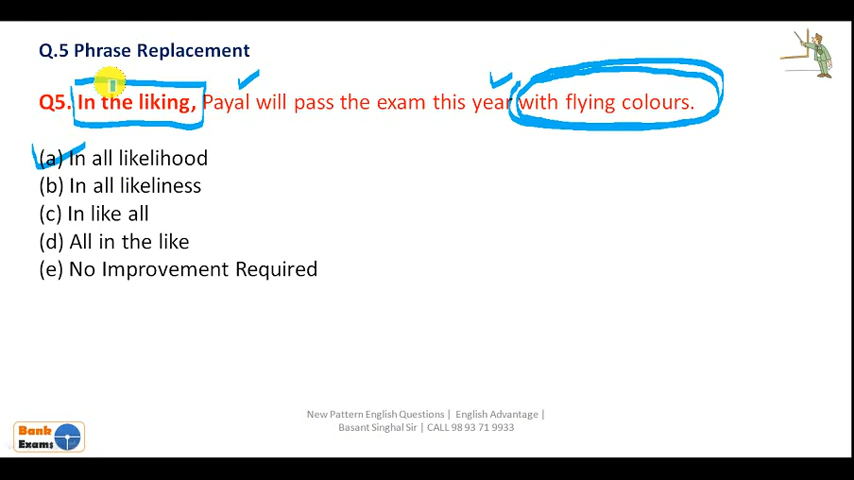 Q.5 Phrase Replacement
Q5. In the liking, Payal will pass the exam this year with flying colours.
(a) In all likelihood
(b) In all likeliness
(c) In like all
(d) All in the like
(e) No Improvement Required
New Pattern English Questions | English Advantage |
Basant Singhal Sir | CALL 98 93 71 9933
Bank
Exams